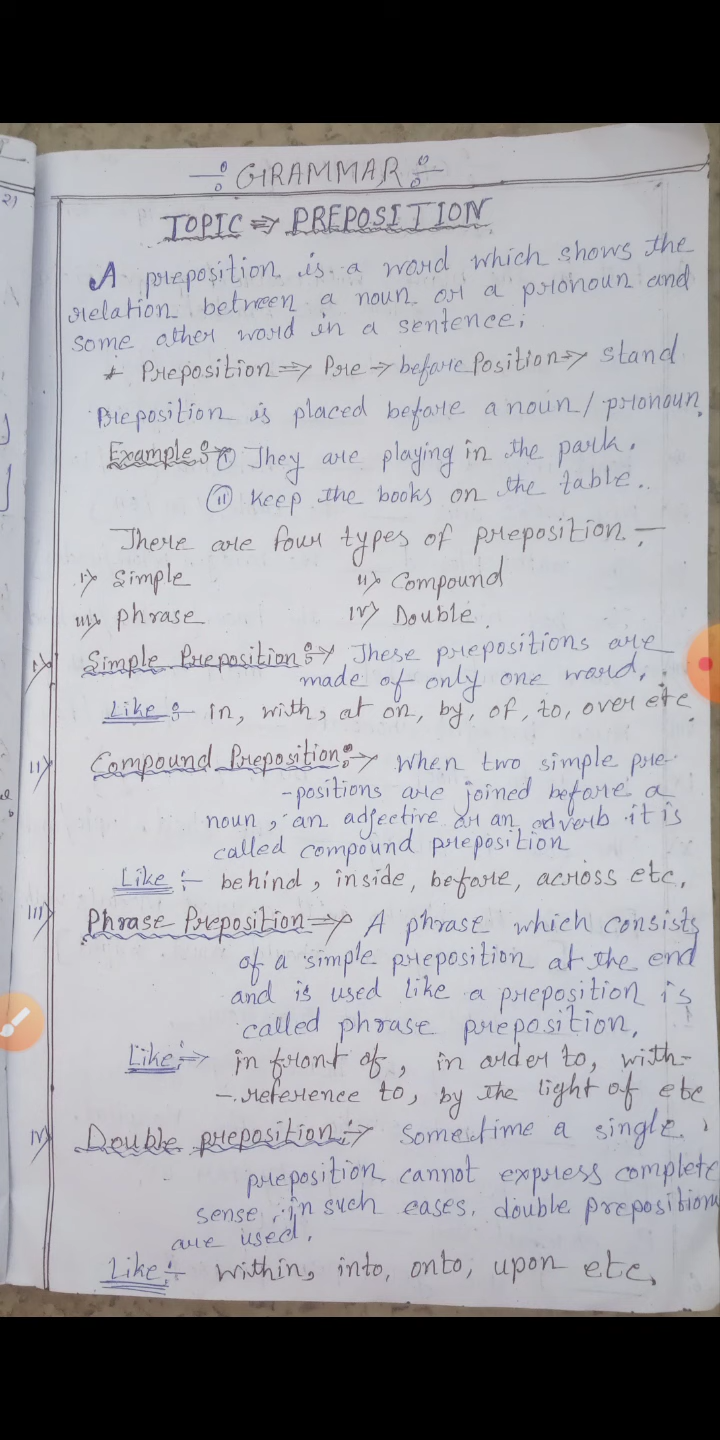 GRAMMAR
TOPIC ⇒ PREPOSITION
A preposition is a word which shows the
relation between a noun or a pronoun and
some other word in a sentence.
* Preposition ⇒ Pre → before Position ⇒ stand
Preposition is placed before a noun / pronoun.
Example :- (i) They are playing in the park.
(ii) Keep the books on the table.
There are four types of preposition :-
i> Simple ii> Compound
iii> phrase iv> Double
i> Simple Preposition :-> These prepositions are
made of only one word.
Like :- in, with, at on, by, of, to, over etc
ii> Compound Preposition :-> When two simple pre-
-positions are joined before a
noun, an adjective or an adverb it is
called compound preposition
Like :- behind, inside, before, across etc.
iii> Phrase Preposition ⇒ A phrase which consists
of a simple preposition at the end
and is used like a preposition is
called phrase preposition.
Like :-> in front of, in order to, with-
-reference to, by the light of etc
iv> Double preposition :-> Sometime a single
preposition cannot express complete
sense, in such cases, double preposition
are used.
Like :- within, into, onto, upon etc.